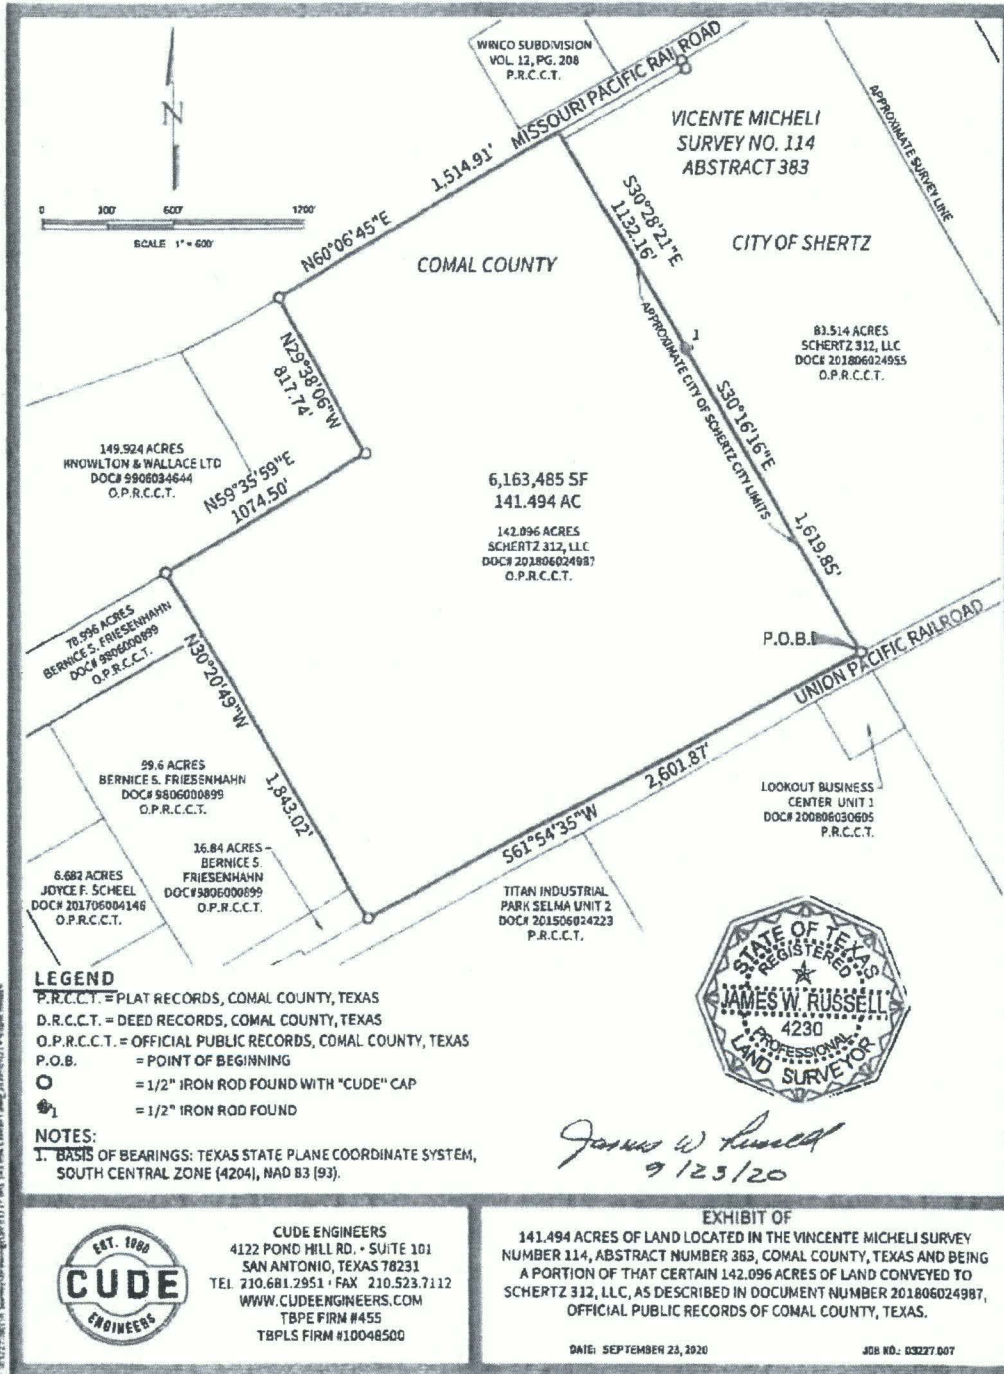 WINCO SUBDIVISION
VOL. 12, PG. 208
P.R.C.C.T.
MISSOURI PACIFIC RAILROAD
N
0 300' 600' 1200'
SCALE 1" = 600'
1,514.91'
N60°06'45"E
VICENTE MICHELI
SURVEY NO. 114
ABSTRACT 383
APPROXIMATE SURVEY LINE
S30°28'21"E
1132.16'
CITY OF SHERTZ
COMAL COUNTY
APPROXIMATE CITY OF SCHERTZ CITY LIMITS
1
83.514 ACRES
SCHERTZ 312, LLC
DOC# 201806024955
O.P.R.C.C.T.
S30°16'16"E
1,619.85'
N29°38'06"W
817.74'
149.924 ACRES
KNOWLTON & WALLACE LTD
DOC# 9906034644
O.P.R.C.C.T.
N59°35'59"E
1074.50'
6,163,485 SF
141.494 AC
142.096 ACRES
SCHERTZ 312, LLC
DOC# 201806024987
O.P.R.C.C.T.
78.996 ACRES
BERNICE S. FRIESENHAHN
DOC# 9806000899
O.P.R.C.C.T.
P.O.B.
UNION PACIFIC RAILROAD
N30°20'49"W
1,843.02'
99.6 ACRES
BERNICE S. FRIESENHAHN
DOC# 9806000899
O.P.R.C.C.T.
2,601.87'
S61°54'35"W
LOOKOUT BUSINESS
CENTER UNIT 1
DOC# 200806030605
P.R.C.C.T.
16.84 ACRES
BERNICE S.
FRIESENHAHN
DOC# 9806000899
O.P.R.C.C.T.
6.682 ACRES
JOYCE F. SCHEEL
DOC# 201706004146
O.P.R.C.C.T.
TITAN INDUSTRIAL
PARK SELMA UNIT 2
DOC# 201506024223
P.R.C.C.T.
STATE OF TEXAS
REGISTERED
JAMES W. RUSSELL
4230
PROFESSIONAL
LAND SURVEYOR
LEGEND
P.R.C.C.T. = PLAT RECORDS, COMAL COUNTY, TEXAS
D.R.C.C.T. = DEED RECORDS, COMAL COUNTY, TEXAS
O.P.R.C.C.T. = OFFICIAL PUBLIC RECORDS, COMAL COUNTY, TEXAS
P.O.B. = POINT OF BEGINNING
= 1/2" IRON ROD FOUND WITH "CUDE" CAP
1 = 1/2" IRON ROD FOUND
NOTES:
1. BASIS OF BEARINGS: TEXAS STATE PLANE COORDINATE SYSTEM,
SOUTH CENTRAL ZONE (4204), NAD 83 (93).
James W Russell
9/23/20
EST. 1980
CUDE
ENGINEERS
CUDE ENGINEERS
4122 POND HILL RD. • SUITE 101
SAN ANTONIO, TEXAS 78231
TEL 210.681.2951 • FAX 210.523.7112
WWW.CUDEENGINEERS.COM
TBPE FIRM #455
TBPLS FIRM #10048500
EXHIBIT OF
141.494 ACRES OF LAND LOCATED IN THE VINCENTE MICHELI SURVEY
NUMBER 114, ABSTRACT NUMBER 383, COMAL COUNTY, TEXAS AND BEING
A PORTION OF THAT CERTAIN 142.096 ACRES OF LAND CONVEYED TO
SCHERTZ 312, LLC, AS DESCRIBED IN DOCUMENT NUMBER 201806024987,
OFFICIAL PUBLIC RECORDS OF COMAL COUNTY, TEXAS.
DATE: SEPTEMBER 23, 2020
JOB NO.: 03227.007